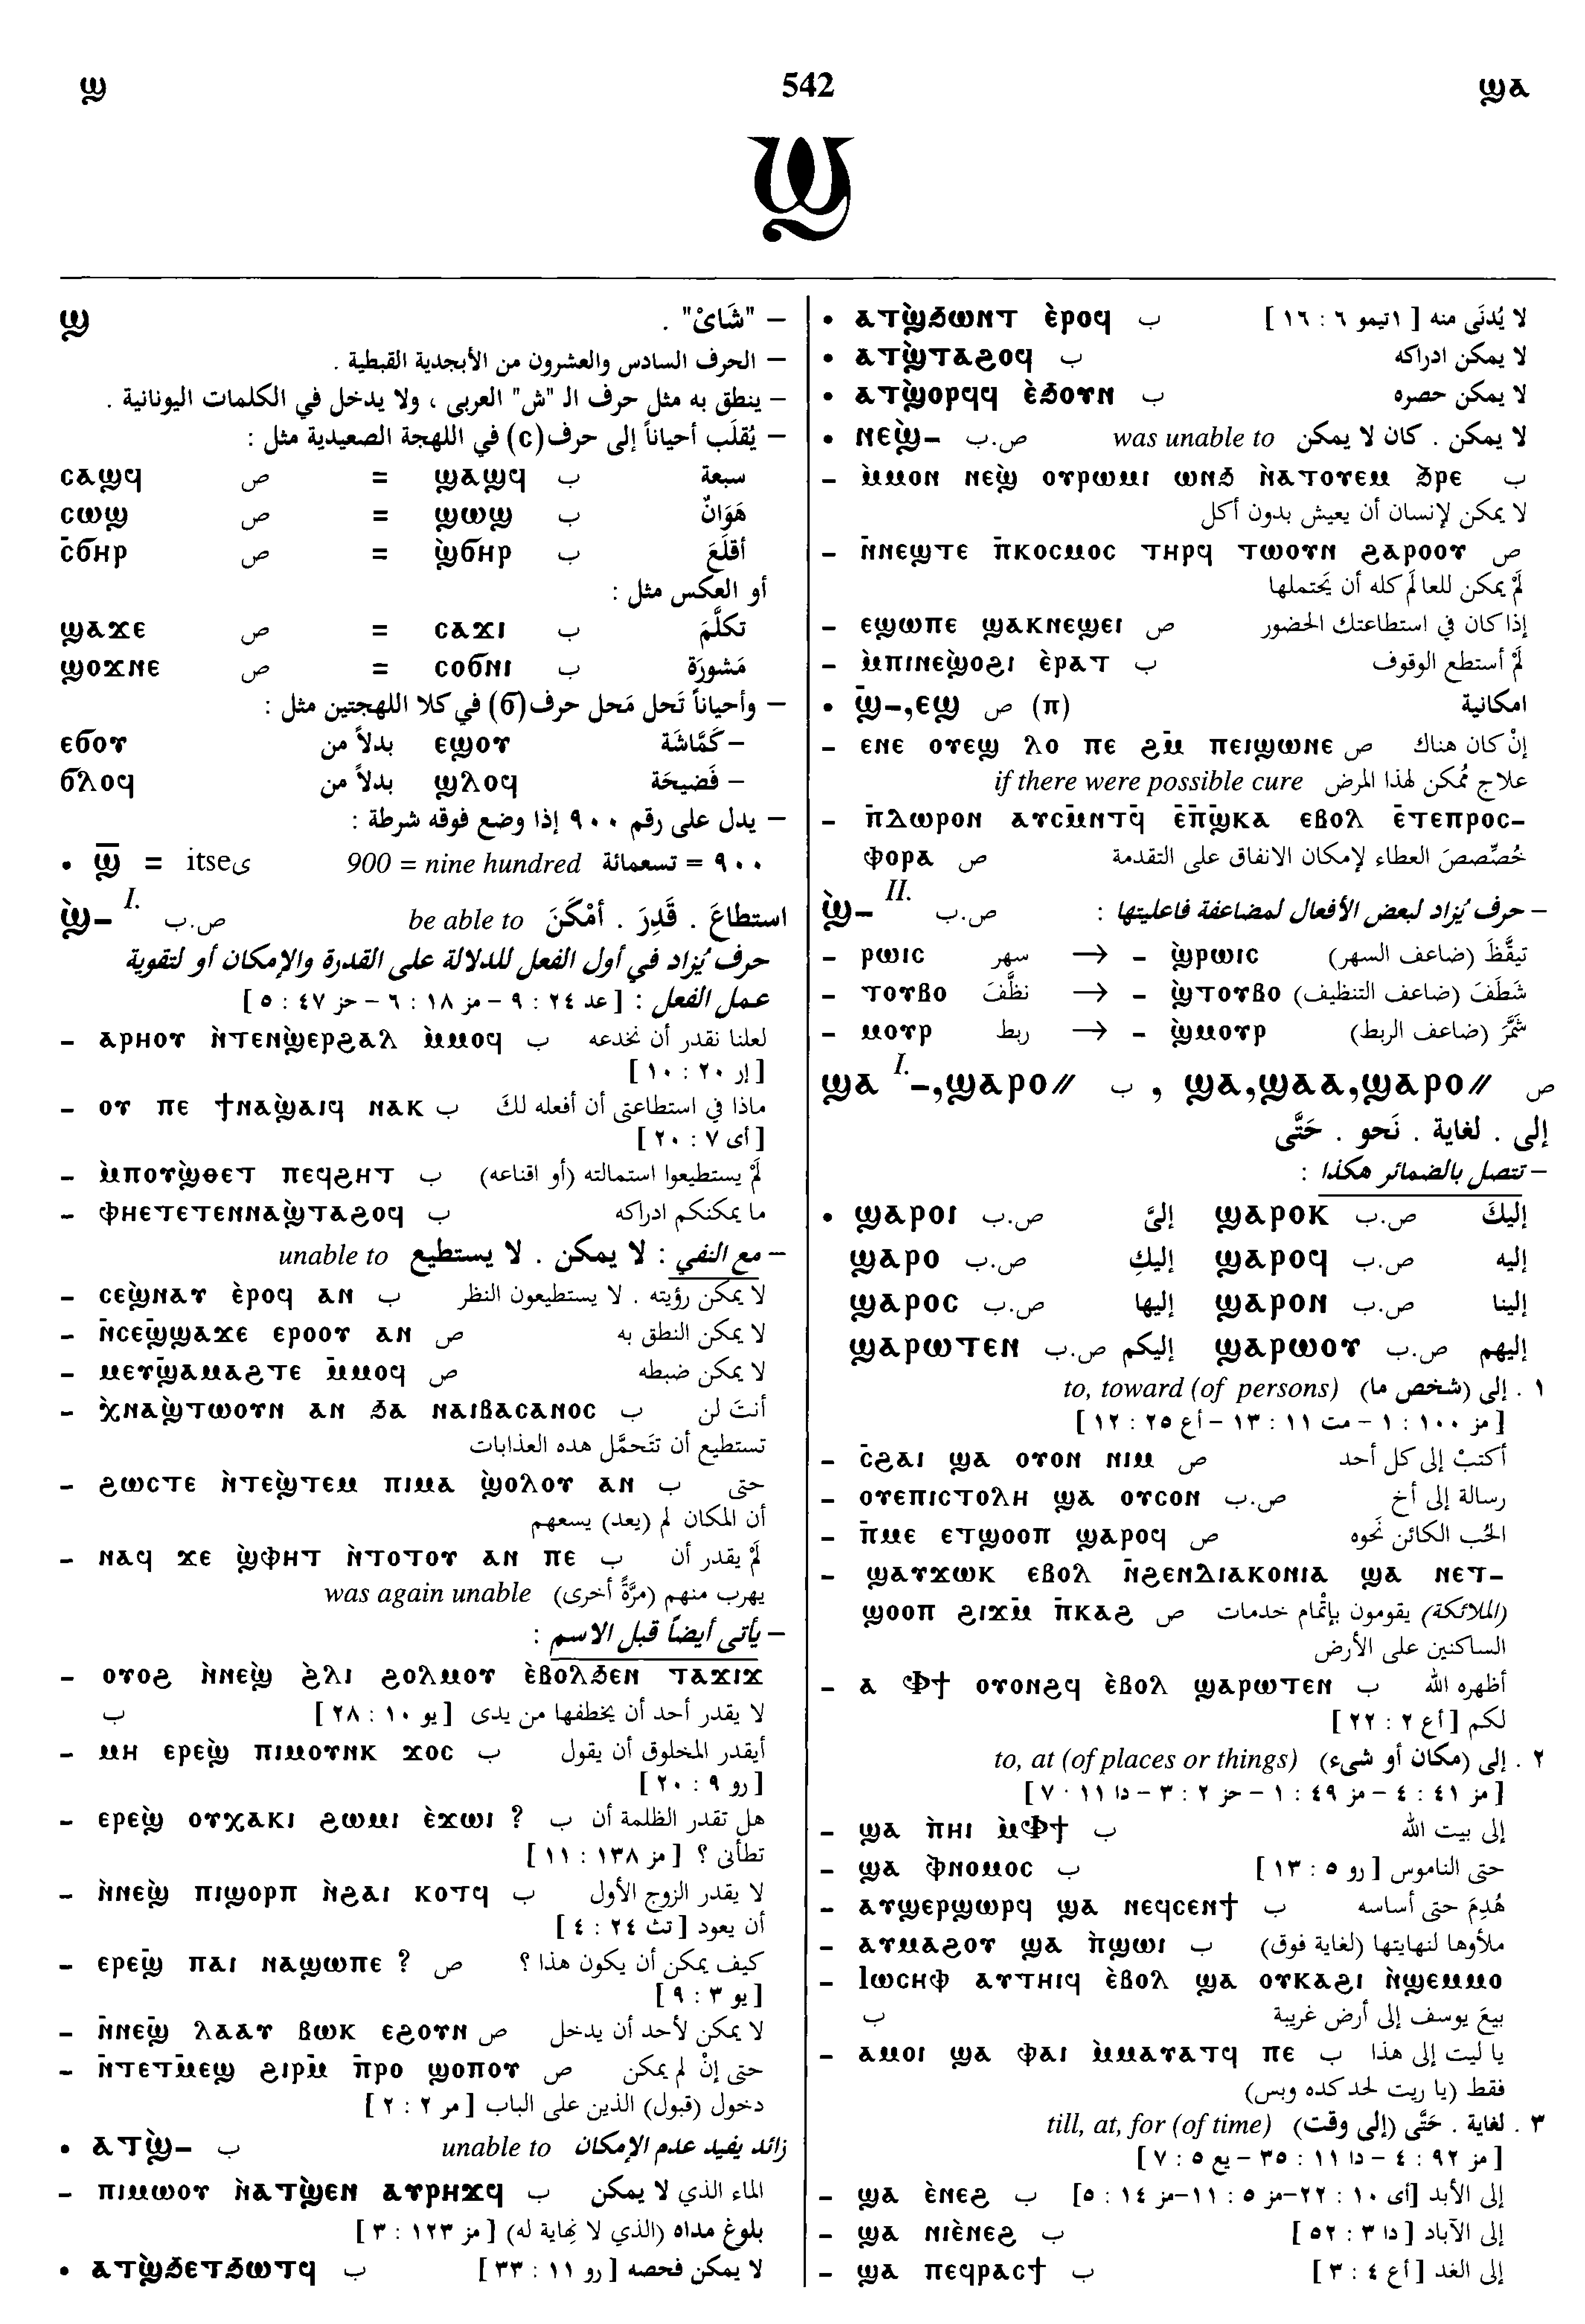 ϣ 542 ϣⲁ
Ϣ
ϣ – "شَائْ" .
– الحرف السادس والعشرون من الأبجدية القبطية .
– ينطق به مثل حرف الـ "ش" العربى ، ولا يدخل في الكلمات اليونانية .
– يُقلَب أحياناً إلى حرف (ⲥ) في اللهجة الصعيدية مثل :
ⲥⲁϣϥ ص = ϣⲁϣϥ ب سبعة
ⲥⲱϣ ص = ϣⲱϣ ب هَوَانٌ
ⲥ̄ϭⲏⲣ ص = ϣ̀ϭⲏⲣ ب أقلَعَ
أو العكس مثل :
ϣⲁϫⲉ ص = ⲥⲁϫⲓ ب تكلَّمَ
ϣⲟϫⲛⲉ ص = ⲥⲟϭⲛⲓ ب مَشورَة
– وأحياناً تَحل مَحل حرف (ϭ) في كلا اللهجتين مثل :
ⲉϭⲟⲩ بدلاً من ⲉϣⲟⲩ – كَمَّاشَة
ϭⲗⲟϥ بدلاً من ϣⲗⲟϥ – فَضيحَة
– يدل على رقم ٩٠٠ إذا وضع فوقه شرطة :
• ϣ̄ = itseى 900 = nine hundred ٩٠٠ = تسعمائة
ϣ̀– I. ص.ب be able to استطاعَ . قَدِرَ . أمْكَنَ
حرف يُزاد في أول الفعل للدلالة على القدرة والإمكان أو لتقوية
عمل الفعل : [ عد ٢٤ : ٩ – مز ١٨ : ٦ – حز ٤٧ : ٥ ]
– ⲁⲣⲏⲟⲩ ⲛ̀ⲧⲉⲛϣ̀ⲉⲣϩⲁⲗ ⲙ̀ⲙⲟϥ ب لعلنا نقدر أن نخدعه
[ إر ٢٠ : ١٠ ]
– ⲟⲩ ⲡⲉ ϯⲛⲁϣ̀ⲁⲓϥ ⲛⲁⲕ ب ماذا في استطاعتى أن أفعله لكَ
[ أى ٧ : ٢٠ ]
– ⲙ̀ⲡⲟⲩϣ̀ⲑⲉⲧ ⲡⲉϥϩⲏⲧ ب لَمْ يستطيعوا استمالته (أو اقناعه)
– ⲫⲏⲉⲧⲉⲧⲉⲛⲛⲁϣ̀ⲧⲁϩⲟϥ ب ما يمكنكم ادراكه
– مع النفي : لا يمكن . لا يستطيع unable to
– ⲥⲉϣ̀ⲛⲁⲩ ⲉ̀ⲣⲟϥ ⲁⲛ ب لا يمكن رؤيته . لا يستطيعون النظر
– ⲛ̄ⲥⲉϣ̄ϣⲁϫⲉ ⲉⲣⲟⲟⲩ ⲁⲛ ص لا يمكن النطق به
– ⲙⲉⲩϣ̄ⲁⲙⲁϩⲧⲉ ⲙ̄ⲙⲟϥ ص لا يمكن ضبطه
– ⲭ̀ⲛⲁϣ̀ⲧⲱⲟⲩⲛ ⲁⲛ ϧⲁ ⲛⲁⲓⲃⲁⲥⲁⲛⲟⲥ ب أنتَ لن
تستطيع أن تتَحمَّل هذه العذابات
– ϩⲱⲥⲧⲉ ⲛ̀ⲧⲉϣ̀ⲧⲉⲙ ⲡⲓⲙⲁ ϣ̀ⲟⲗⲟⲩ ⲁⲛ ب حتى
أن المكان لم (يعد) يسعهم
– ⲛⲁϥ ϫⲉ ϣ̀ⲫⲏⲧ ⲛ̀ⲧⲟⲧⲟⲩ ⲁⲛ ⲡⲉ ب لَمْ يقدر أن
يهرب منهم (مرَّةً أخرى) was again unable
– يأتى أيضاً قبل الاسم :
– ⲟⲩⲟϩ ⲛ̀ⲛⲉϣ̀ ϩ̀ⲗⲓ ϩⲟⲗⲙⲟⲩ ⲉ̀ⲃⲟⲗϧⲉⲛ ⲧⲁϫⲓϫ
ب لا يقدر أحد أن يخطفها من يدى [ يو ١٠ : ٢٨ ]
– ⲙⲏ ⲉⲣⲉϣ̀ ⲡⲓⲙⲟⲩⲛⲕ ϫⲟⲥ ب أيقدر المخلوق أن يقول
[ رو ٩ : ٢٠ ]
– ⲉⲣⲉϣ̀ ⲟⲩⲭⲁⲕⲓ ϩⲱⲙⲓ ⲉ̀ϫⲱⲓ ? ب هل تقدر الظلمة أن
تطأنى ؟ [ مز ١٣٨ : ١١ ]
– ⲛ̀ⲛⲉϣ̀ ⲡⲓϣⲟⲣⲡ ⲛ̀ϩⲁⲓ ⲕⲟⲧϥ ب لا يقدر الزوج الأول
أن يعود [ تث ٢٤ : ٤ ]
– ⲉⲣⲉϣ̄ ⲡⲁⲓ ⲛⲁϣⲱⲡⲉ ? ص كيف يمكن أن يكون هذا ؟
[ يو ٣ : ٩ ]
– ⲛ̄ⲛⲉϣ̄ ⲗⲁⲁⲩ ⲃⲱⲕ ⲉϩⲟⲩⲛ ص لا يمكن لأحد أن يدخل
– ⲛ̄ⲧⲉⲧⲙ̄ⲉϣ ϩⲓⲣⲙ̄ ⲡ̄ⲣⲟ ϣⲟⲡⲟⲩ ص حتى إنْ لم يمكن
دخول (قبول) الذين على الباب [ مر ٢ : ٢ ]
• ⲁⲧϣ̀– ب unable to زائد يفيد عدم الإمكان
– ⲡⲓⲙⲱⲟⲩ ⲛ̀ⲁⲧϣ̀ⲉⲛ ⲁⲩⲣⲏϫϥ ب الماء الذي لا يمكن
بلوغ مداه (الذي لا نهاية له) [ مز ١٢٣ : ٣ ]
• ⲁⲧϣ̀ϧⲉⲧϧⲱⲧϥ ب لا يمكن فحصه [ رو ١١ : ٣٣ ]
• ⲁⲧϣ̀ϧⲱⲛⲧ ⲉ̀ⲣⲟϥ ب لا يُدنَى منه [ ١تيمو ٦ : ١٦ ]
• ⲁⲧϣ̀ⲧⲁϩⲟϥ ب لا يمكن ادراكه
• ⲁⲧϣ̀ⲟⲣϥϥ ⲉ̀ϧⲟⲩⲛ ب لا يمكن حصره
• ⲛⲉϣ̀– ص.ب was unable to لا يمكن . كان لا يمكن
– ⲙ̀ⲙⲟⲛ ⲛⲉϣ̀ ⲟⲩⲣⲱⲙⲓ ⲱⲛϧ ⲛ̀ⲁⲧⲟⲩⲉⲙ ϧ̀ⲣⲉ ب
لا يمكن لإنسان أن يعيش بدون أكل
– ⲛ̄ⲛⲉϣⲧⲉ ⲡ̄ⲕⲟⲥⲙⲟⲥ ⲧⲏⲣϥ ⲧⲱⲟⲩⲛ ϩⲁⲣⲟⲟⲩ ص
لَمْ يمكن للعالَم كله أن يَحتملها
– ⲉϣⲱⲡⲉ ϣⲁⲕⲛⲉϣⲉⲓ ص إذا كان في استطاعتك الحضور
– ⲙ̀ⲡⲓⲛⲉϣ̀ⲟϩⲓ ⲉ̀ⲣⲁⲧ ب لَمْ أستطع الوقوف
• ϣ̄–,ⲉϣ ص (ⲡ) امكانية
– ⲉⲛⲉ ⲟⲩⲉϣ ⲗⲟ ⲡⲉ ϩⲙ̄ ⲡⲉⲓϣⲱⲛⲉ ص إنْ كان هناك
علاج مُمكن لهذا المرض if there were possible cure
– ⲡ̄ⲇⲱⲣⲟⲛ ⲁⲩⲥⲙ̄ⲛⲧϥ̄ ⲉ̄ⲡ̄ϣ̄ⲕⲁ ⲉⲃⲟⲗ ⲉ̄ⲧⲉⲡⲣⲟⲥ-
ⲫⲟⲣⲁ ص خُصِّصَ العطاء لإمكان الانفاق على التقدمة
ϣ̀– II. ص.ب – حرف يُزاد لبعض الأفعال لمضاعفة فاعليتها :
– ⲣⲱⲓⲥ سهر → – ϣ̀ⲣⲱⲓⲥ تيقَّظَ (ضاعف السهر)
– ⲧⲟⲩⲃⲟ نظَّفَ → – ϣ̀ⲧⲟⲩⲃⲟ شَطَفَ (ضاعف التنظيف)
– ⲙⲟⲩⲣ ربط → – ϣ̀ⲙⲟⲩⲣ شَمَّرَ (ضاعف الربط)
ϣⲁ I.–,ϣⲁⲣⲟ// ب , ϣⲁ,ϣⲁⲁ,ϣⲁⲣⲟ// ص
إلى . لغاية . نَحو . حَتَّى
– تتصل بالضمائر هكذا :
• ϣⲁⲣⲟⲓ ص.ب إلىَّ ϣⲁⲣⲟⲕ ص.ب إليكَ
ϣⲁⲣⲟ ص.ب إليكِ ϣⲁⲣⲟϥ ص.ب إليه
ϣⲁⲣⲟⲥ ص.ب إليها ϣⲁⲣⲟⲛ ص.ب إلينا
ϣⲁⲣⲱⲧⲉⲛ ص.ب إليكم ϣⲁⲣⲱⲟⲩ ص.ب إليهم
١ . إلى (شخص ما) to, toward (of persons)
[ مز ١٠٠ : ١ – مت ١١ : ١٣ – أع ٢٥ : ١٢ ]
– ⲥ̄ϩⲁⲓ ϣⲁ ⲟⲩⲟⲛ ⲛⲓⲙ ص أكتبْ إلى كل أحد
– ⲟⲩⲉⲡⲓⲥⲧⲟⲗⲏ ϣⲁ ⲟⲩⲥⲟⲛ ص.ب رسالة إلى أخ
– ⲡ̄ⲙⲉ ⲉⲧϣⲟⲟⲡ ϣⲁⲣⲟϥ ص الحُب الكائن نَحوه
– ϣⲁⲩϫⲱⲕ ⲉⲃⲟⲗ ⲛ̄ϩⲉⲛⲇⲓⲁⲕⲟⲛⲓⲁ ϣⲁ ⲛⲉⲧ-
ϣⲟⲟⲡ ϩⲓϫⲙ̄ ⲡ̄ⲕⲁϩ ص (الملائكة) يقومون بإتْمام خدمات
الساكنين على الأرض
– ⲁ Ⲫϯ ⲟⲩⲟⲛϩϥ ⲉ̀ⲃⲟⲗ ϣⲁⲣⲱⲧⲉⲛ ب أظهره الله
لكم [ أع ٢ : ٢٢ ]
٢ . إلى (مكان أو شىء) to, at (of places or things)
[ مز ٤١ : ٤ – مز ٤٩ : ١ – حز ٢ : ٣ – دا ١١ ٠ ٧ ]
– ϣⲁ ⲡ̀ⲏⲓ ⲙ̀Ⲫϯ ب إلى بيت الله
– ϣⲁ ⲫ̀ⲛⲟⲙⲟⲥ ب حتى الناموس [ رو ٥ : ١٣ ]
– ⲁⲩϣⲉⲣϣⲱⲣϥ ϣⲁ ⲛⲉϥⲥⲉⲛϯ ب هُدِمَ حتى أساسه
– ⲁⲩⲙⲁϩⲟⲩ ϣⲁ ⲡ̀ϣⲱⲓ ب ملأوها لنهايتها (لغاية فوق)
– Ⲓⲱⲥⲏⲫ ⲁⲩⲧⲏⲓϥ ⲉ̀ⲃⲟⲗ ϣⲁ ⲟⲩⲕⲁϩⲓ ⲛ̀ϣⲉⲙⲙⲟ
ب بيعَ يوسف إلى أرض غريبة
– ⲁⲙⲟⲓ ϣⲁ ⲫⲁⲓ ⲙ̀ⲙⲁⲩⲁⲧϥ ⲡⲉ ب يا ليت إلى هذا
فقط (يا ريت لحد كده وبس)
٣ . لغاية . حَتَّى (إلى وقت) till, at, for (of time)
[ مز ٩٢ : ٤ – دا ١١ : ٣٥ – يع ٥ : ٧ ]
– ϣⲁ ⲉ̀ⲛⲉϩ ب إلى الأبد [أى ١٠ : ٢٢–مز ٥ : ١١–مز ١٤ : ٥]
– ϣⲁ ⲛⲓⲉ̀ⲛⲉϩ ب إلى الآباد [ دا ٣ : ٥٢ ]
– ϣⲁ ⲡⲉϥⲣⲁⲥϯ ب إلى الغد [ أع ٤ : ٣ ]